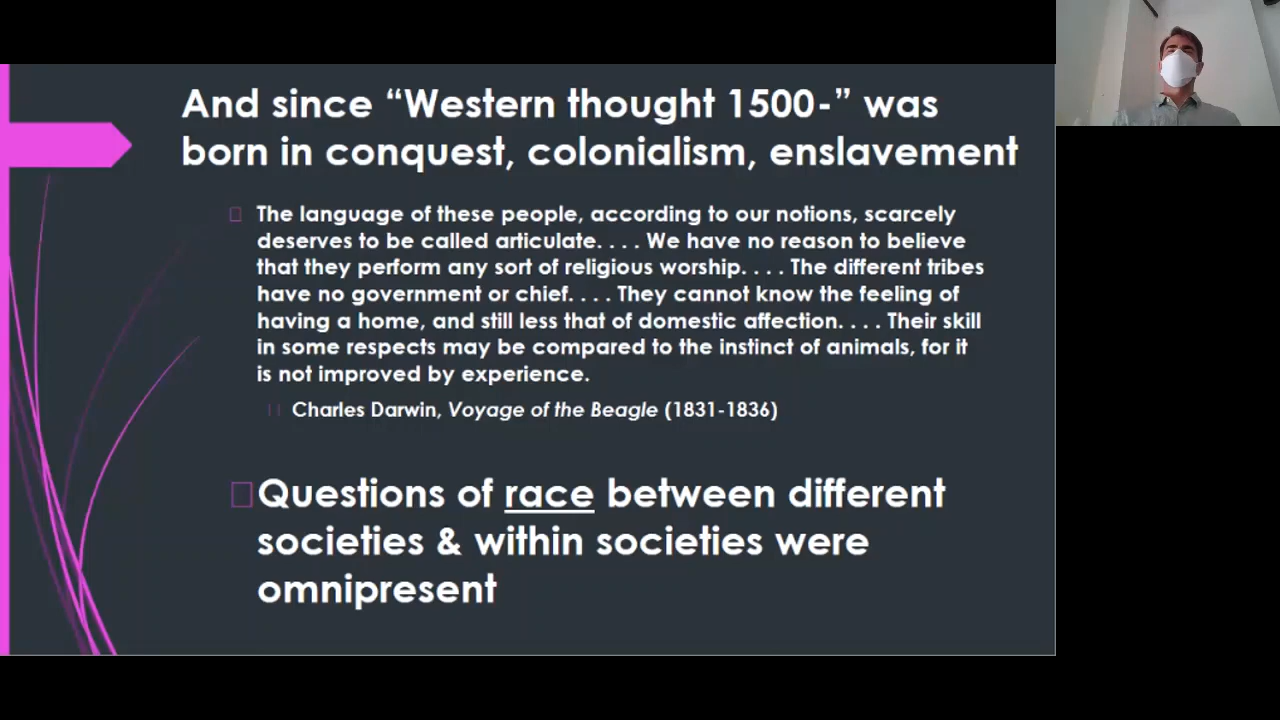 And since “Western thought 1500-” was
born in conquest, colonialism, enslavement
The language of these people, according to our notions, scarcely
deserves to be called articulate. . . . We have no reason to believe
that they perform any sort of religious worship. . . . The different tribes
have no government or chief. . . . They cannot know the feeling of
having a home, and still less that of domestic affection. . . . Their skill
in some respects may be compared to the instinct of animals, for it
is not improved by experience.
Charles Darwin, Voyage of the Beagle (1831-1836)
Questions of race between different
societies & within societies were
omnipresent